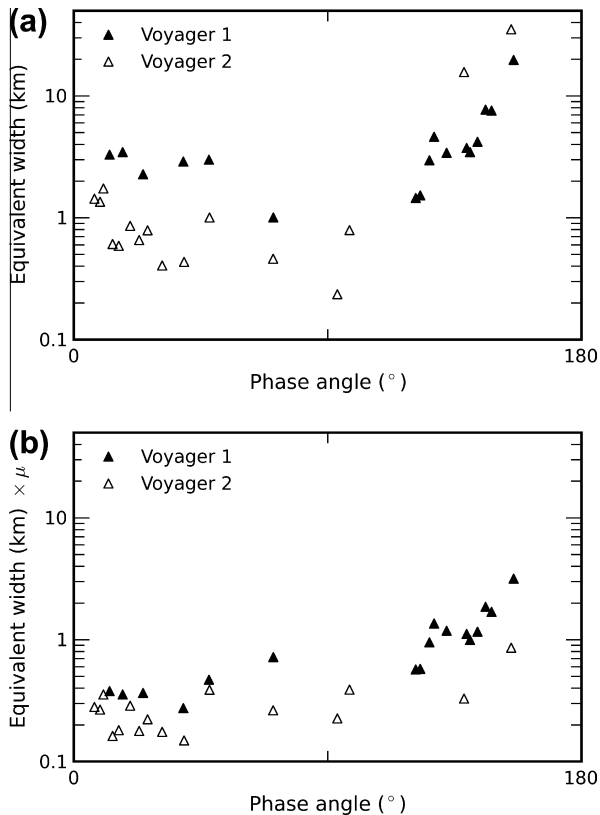 (a)
Voyager 1
Voyager 2
10
1
0.1
Equivalent width (km)
0
180
Phase angle (°)
(b)
Voyager 1
Voyager 2
10
1
0.1
Equivalent width (km) × μ
0
180
Phase angle (°)